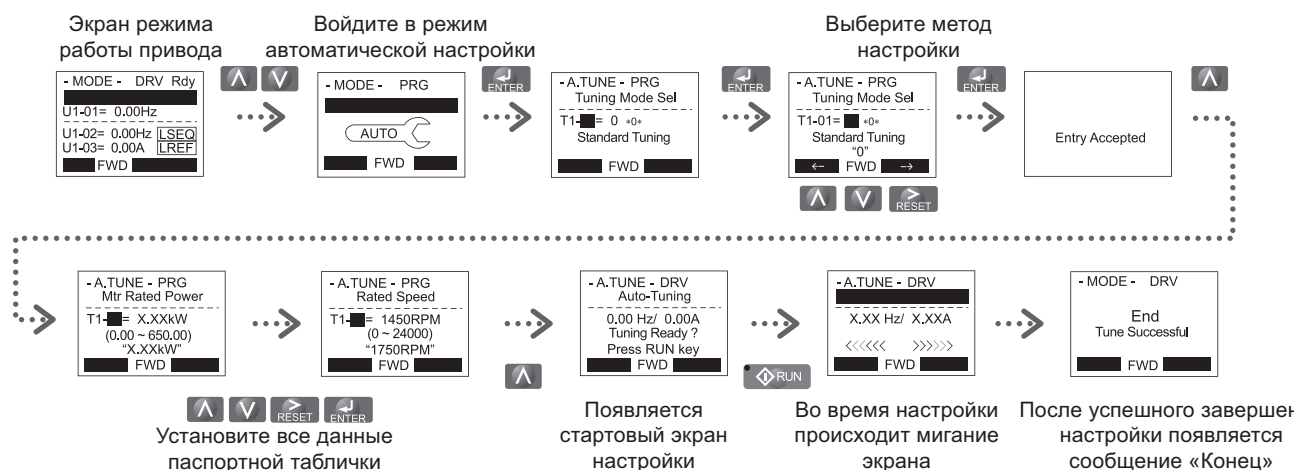 Экран режима
работы привода
Войдите в режим
автоматической настройки
Выберите метод
настройки
- MODE - DRV Rdy
U1-01= 0.00Hz
U1-02= 0.00Hz LSEQ
U1-03= 0.00A LREF
FWD
- MODE - PRG
AUTO
FWD
ENTER
- A.TUNE - PRG
Tuning Mode Sel
T1- = 0 *0*
Standard Tuning
FWD
ENTER
- A.TUNE - PRG
Tuning Mode Sel
T1-01= *0*
Standard Tuning
“0”
← FWD →
RESET
ENTER
Entry Accepted
- A.TUNE - PRG
Mtr Rated Power
T1- = X.XXkW
(0.00 ~ 650.00)
“X.XXkW”
FWD
- A.TUNE - PRG
Rated Speed
T1- = 1450RPM
(0 ~ 24000)
“1750RPM”
FWD
RESET ENTER
Установите все данные
паспортной таблички
- A.TUNE - DRV
Auto-Tuning
0.00 Hz/ 0.00A
Tuning Ready ?
Press RUN key
FWD
Появляется
стартовый экран
настройки
RUN
- A.TUNE - DRV
X.XX Hz/ X.XXA
<<<<<< >>>>>>
FWD
Во время настройки
происходит мигание
экрана
- MODE - DRV
End
Tune Successful
FWD
После успешного завершен
настройки появляется
сообщение «Конец»